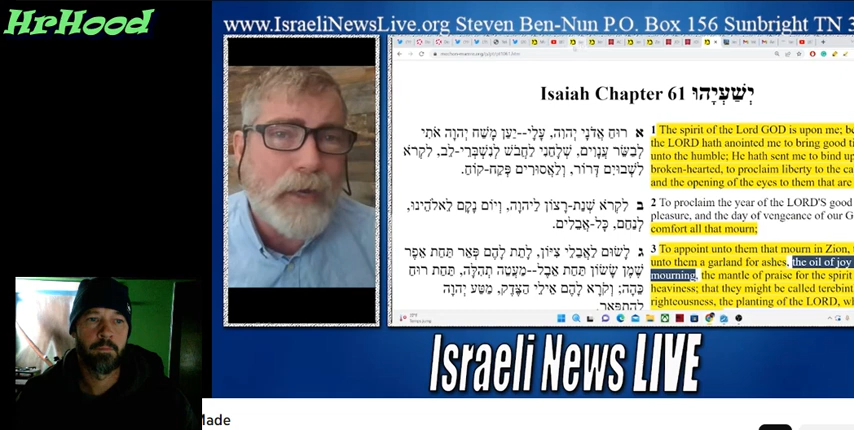 HrHood
www.IsraeliNewsLive.org Steven Ben-Nun P.O. Box 156 Sunbright TN 3
Isaiah Chapter 61 יְשַׁעְיָהוּ
א רוּחַ אֲדֹנָי יְהוִה, עָלָי--יַעַן מָשַׁח יְהוָה אֹתִי
לְבַשֵּׂר עֲנָוִים, שְׁלָחַנִי לַחֲבֹשׁ לְנִשְׁבְּרֵי-לֵב, לִקְרֹא
לִשְׁבוּיִם דְּרוֹר, וְלַאֲסוּרִים פְּקַח-קוֹחַ.
1 The spirit of the Lord GOD is upon me; be
the LORD hath anointed me to bring good ti
unto the humble; He hath sent me to bind up
broken-hearted, to proclaim liberty to the ca
and the opening of the eyes to them that are
ב לִקְרֹא שְׁנַת-רָצוֹן לַיהוָה, וְיוֹם נָקָם לֵאלֹהֵינוּ,
לְנַחֵם, כָּל-אֲבֵלִים.
2 To proclaim the year of the LORD'S good
pleasure, and the day of vengeance of our G
comfort all that mourn;
ג לָשׂוּם לַאֲבֵלֵי צִיּוֹן, לָתֵת לָהֶם פְּאֵר תַּחַת אֵפֶר
שֶׁמֶן שָׂשׂוֹן תַּחַת אֵבֶל--מַעֲטֵה תְהִלָּה, תַּחַת רוּחַ
כֵּהָה; וְקֹרָא לָהֶם אֵילֵי הַצֶּדֶק, מַטַּע יְהוָה
לְהִתְפָּאֵר.
3 To appoint unto them that mourn in Zion,
unto them a garland for ashes, the oil of joy
mourning, the mantle of praise for the spirit
heaviness; that they might be called terebint
righteousness, the planting of the LORD, w
Israeli News LIVE
Made